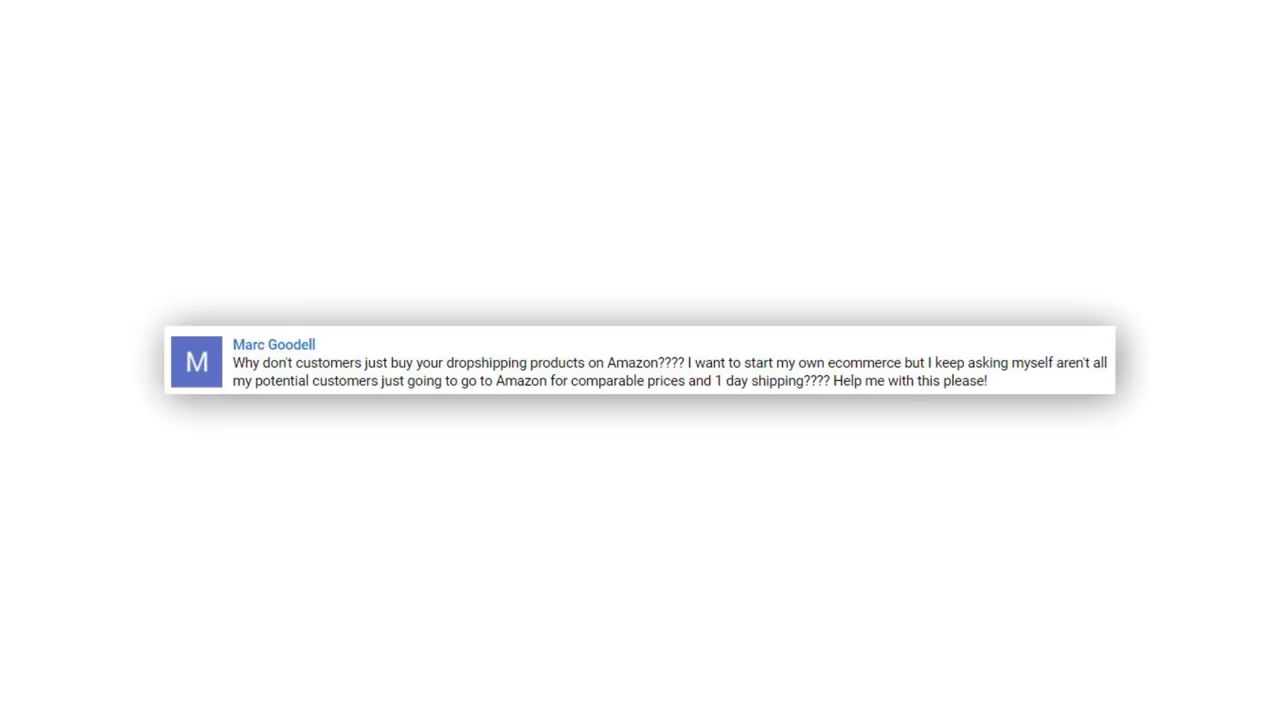 M
Marc Goodell
Why don't customers just buy your dropshipping products on Amazon???? I want to start my own ecommerce but I keep asking myself aren't all
my potential customers just going to go to Amazon for comparable prices and 1 day shipping???? Help me with this please!